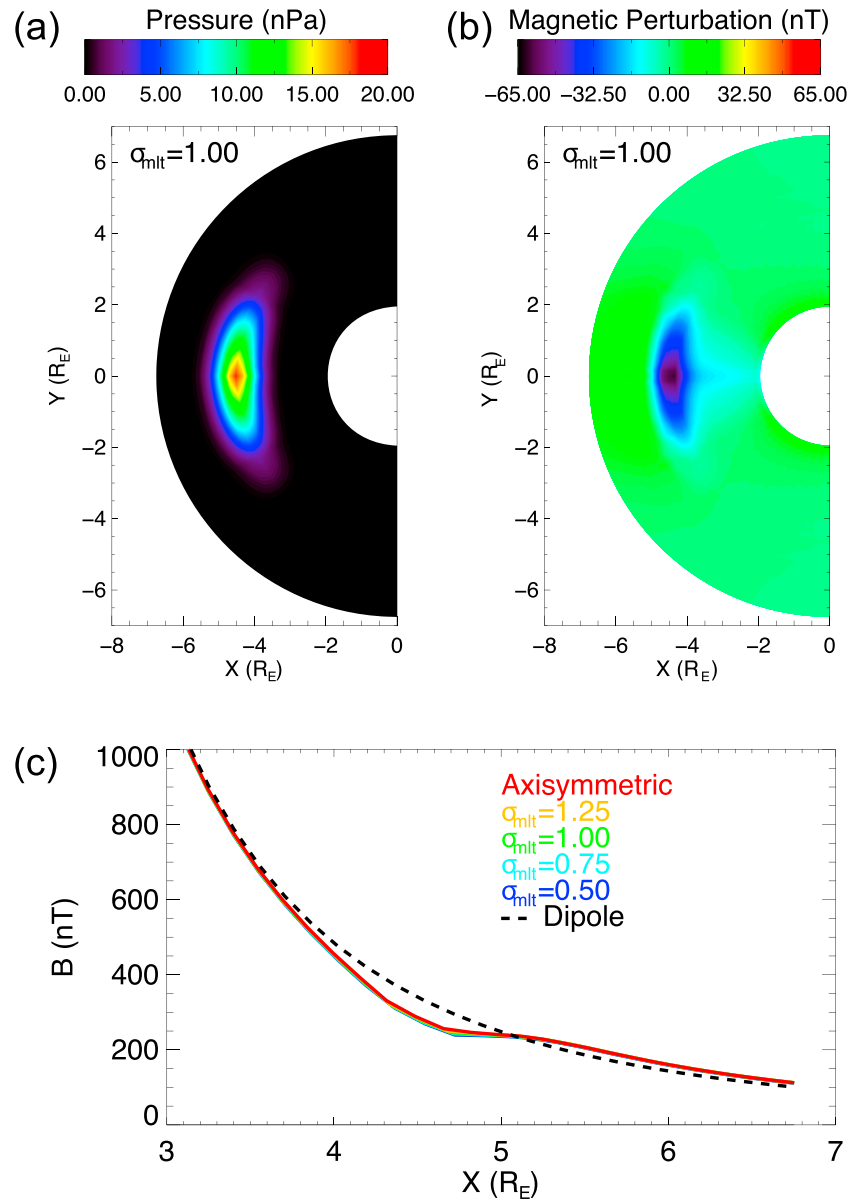 (a) Pressure (nPa)
0.00 5.00 10.00 15.00 20.00
σmlt=1.00
6
4
2
0
−2
−4
−6
Y (RE)
−8 −6 −4 −2 0
X (RE)
(b) Magnetic Perturbation (nT)
−65.00 −32.50 0.00 32.50 65.00
σmlt=1.00
6
4
2
0
−2
−4
−6
Y (RE)
−8 −6 −4 −2 0
X (RE)
(c)
1000
800
600
400
200
0
B (nT)
Axisymmetric
σmlt=1.25
σmlt=1.00
σmlt=0.75
σmlt=0.50
Dipole
3 4 5 6 7
X (RE)